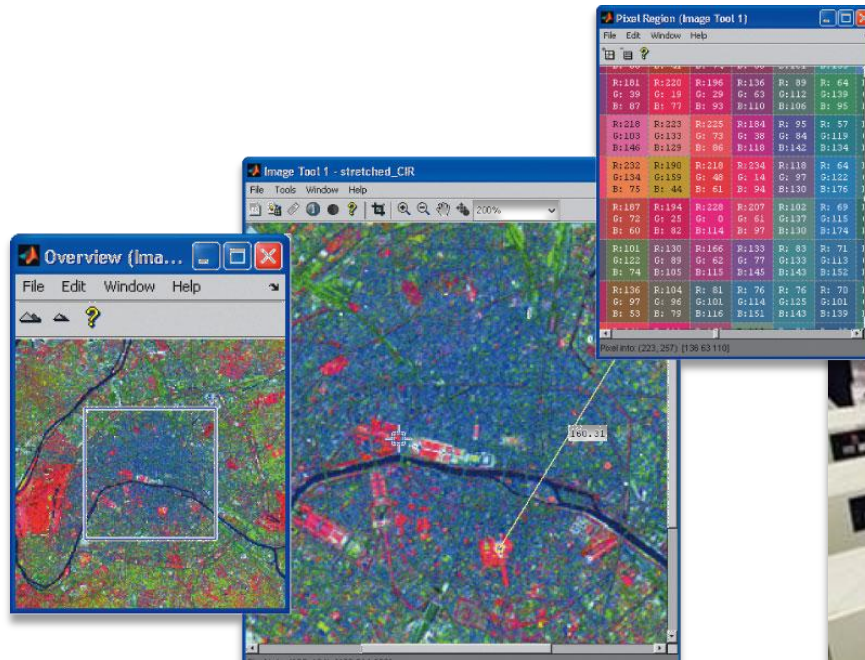 Pixel Region (Image Tool 1)
File Edit Window Help
R:181 R:220 R:196 R:136 R: 89 R: 64
G: 39 G: 19 G: 29 G: 63 G:112 G:139
B: 87 B: 77 B: 93 B:110 B:106 B: 95
R:218 R:223 R:225 R:184 R: 95 R: 57
G:103 G:133 G: 73 G: 38 G: 84 G:119
B:146 B:129 B: 86 B:118 B:142 B:134
R:232 R:190 R:218 R:234 R:118 R: 64
G:134 G:159 G: 48 G: 14 G: 97 G:122
B: 75 B: 44 B: 61 B: 94 B:130 B:176
R:187 R:194 R:228 R:207 R:102 R: 69
G: 72 G: 25 G: 0 G: 61 G:137 G:115
B: 60 B: 82 B:114 B: 97 B:130 B:174
R:101 R:130 R:166 R:133 R: 83 R: 71
G:122 G: 89 G: 62 G: 77 G:133 G:113
B: 74 B:105 B:115 B:145 B:143 B:152
R:136 R:104 R: 81 R: 76 R: 76 R: 70
G: 97 G: 96 G:101 G:114 G:125 G:101
B: 53 B: 79 B:116 B:151 B:143 B:139
Pixel info: (223, 257) [136 63 110]
Image Tool 1 - stretched_CIR
File Tools Window Help
200%
160.31
Overview (Ima...
File Edit Window Help